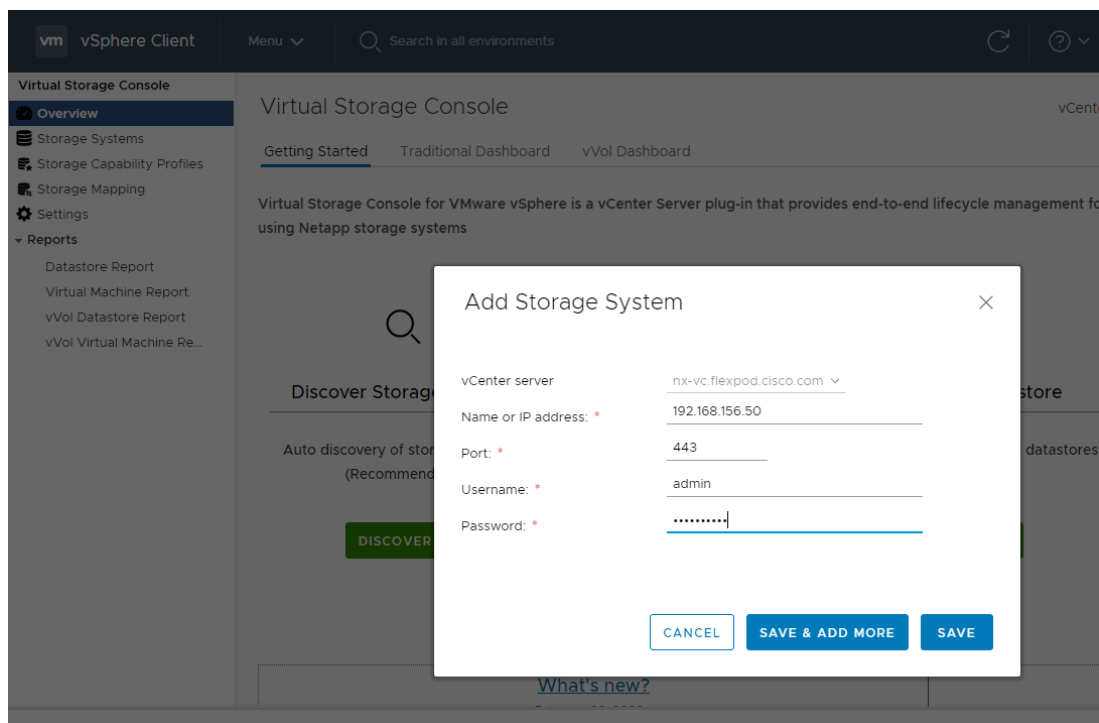 vm vSphere Client Menu Search in all environments
Virtual Storage Console
Overview
Storage Systems
Storage Capability Profiles
Storage Mapping
Settings
Reports
Datastore Report
Virtual Machine Report
vVol Datastore Report
vVol Virtual Machine Re...
Virtual Storage Console
vCente
Getting Started Traditional Dashboard vVol Dashboard
Virtual Storage Console for VMware vSphere is a vCenter Server plug-in that provides end-to-end lifecycle management fo
using Netapp storage systems
Discover Storag
store
Auto discovery of stor
datastores
(Recommend
DISCOVER
Add Storage System
vCenter server nx-vc.flexpod.cisco.com
Name or IP address: * 192.168.156.50
Port: * 443
Username: * admin
Password: * ••••••••••
CANCEL SAVE & ADD MORE SAVE
What's new?